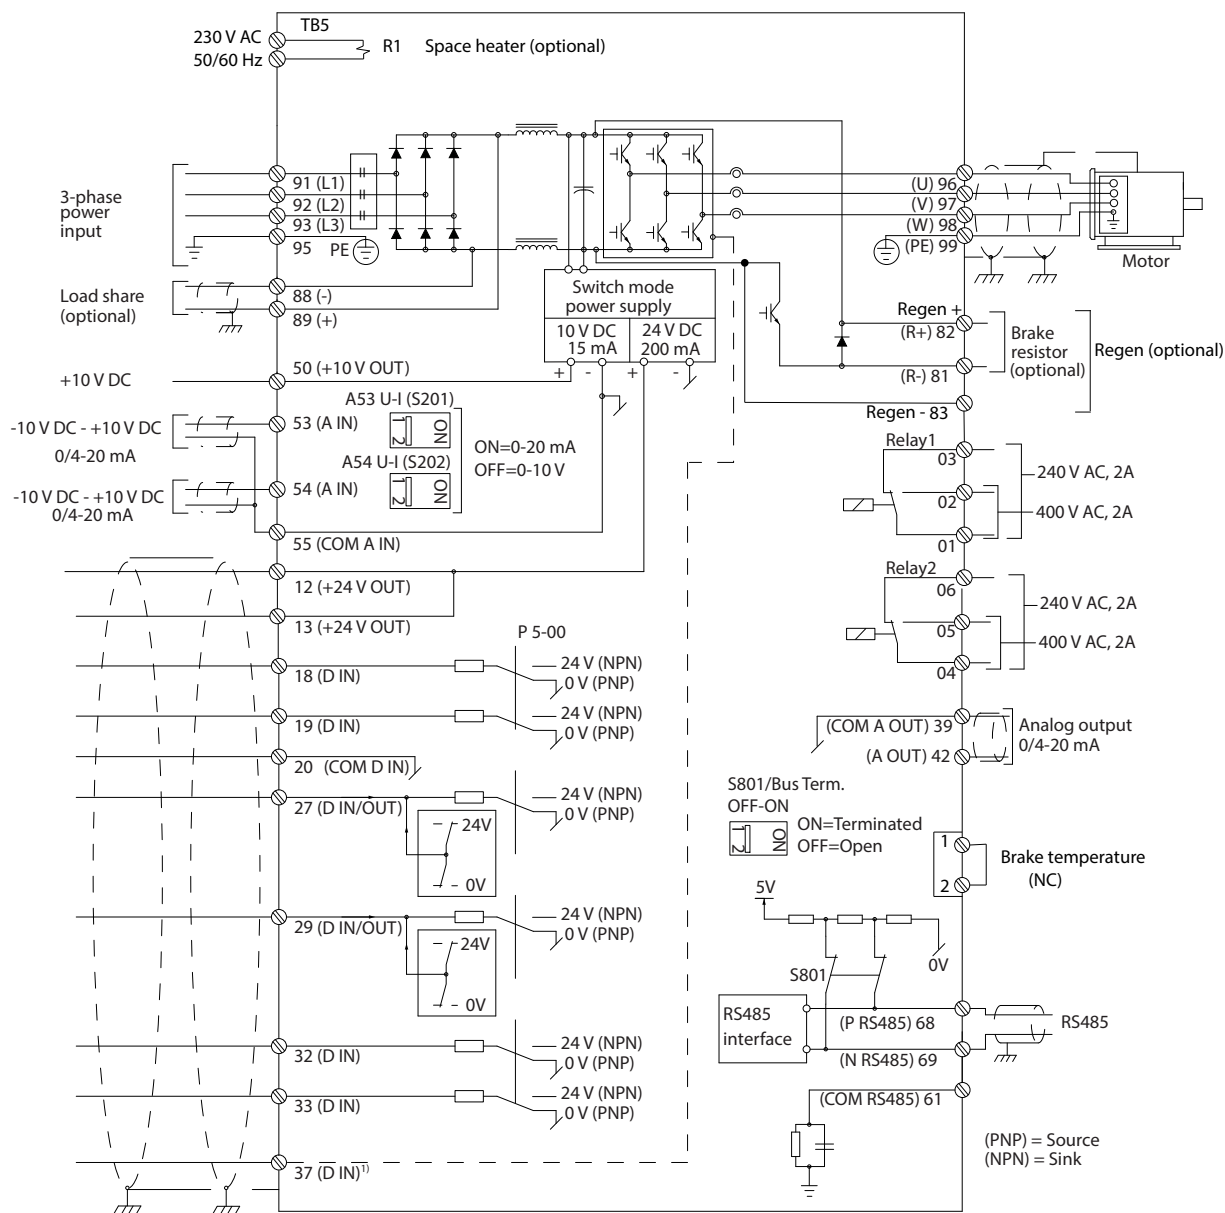 TB5
230 V AC
50/60 Hz
R1
Space heater (optional)
3-phase
power
input
91 (L1)
92 (L2)
93 (L3)
95
PE
(U) 96
(V) 97
(W) 98
(PE) 99
Motor
Load share
(optional)
88 (-)
89 (+)
Switch mode
power supply
10 V DC
15 mA
24 V DC
200 mA
+
-
+
-
Regen +
(R+) 82
Brake
resistor
(optional)
Regen (optional)
(R-) 81
Regen - 83
+10 V DC
50 (+10 V OUT)
-10 V DC - +10 V DC
0/4-20 mA
53 (A IN)
A53 U-I (S201)
1 2
ON
ON=0-20 mA
OFF=0-10 V
A54 U-I (S202)
1 2
ON
-10 V DC - +10 V DC
0/4-20 mA
54 (A IN)
55 (COM A IN)
Relay1
03
240 V AC, 2A
02
400 V AC, 2A
01
Relay2
06
240 V AC, 2A
05
400 V AC, 2A
04
12 (+24 V OUT)
13 (+24 V OUT)
P 5-00
18 (D IN)
24 V (NPN)
0 V (PNP)
19 (D IN)
24 V (NPN)
0 V (PNP)
20 (COM D IN)
27 (D IN/OUT)
24 V (NPN)
0 V (PNP)
24V
0V
29 (D IN/OUT)
24 V (NPN)
0 V (PNP)
24V
0V
32 (D IN)
24 V (NPN)
0 V (PNP)
33 (D IN)
24 V (NPN)
0 V (PNP)
37 (D IN)¹⁾
(COM A OUT) 39
(A OUT) 42
Analog output
0/4-20 mA
S801/Bus Term.
OFF-ON
1 2
ON
ON=Terminated
OFF=Open
1
2
Brake temperature
(NC)
5V
0V
S801
RS485
interface
(P RS485) 68
(N RS485) 69
RS485
(COM RS485) 61
(PNP) = Source
(NPN) = Sink